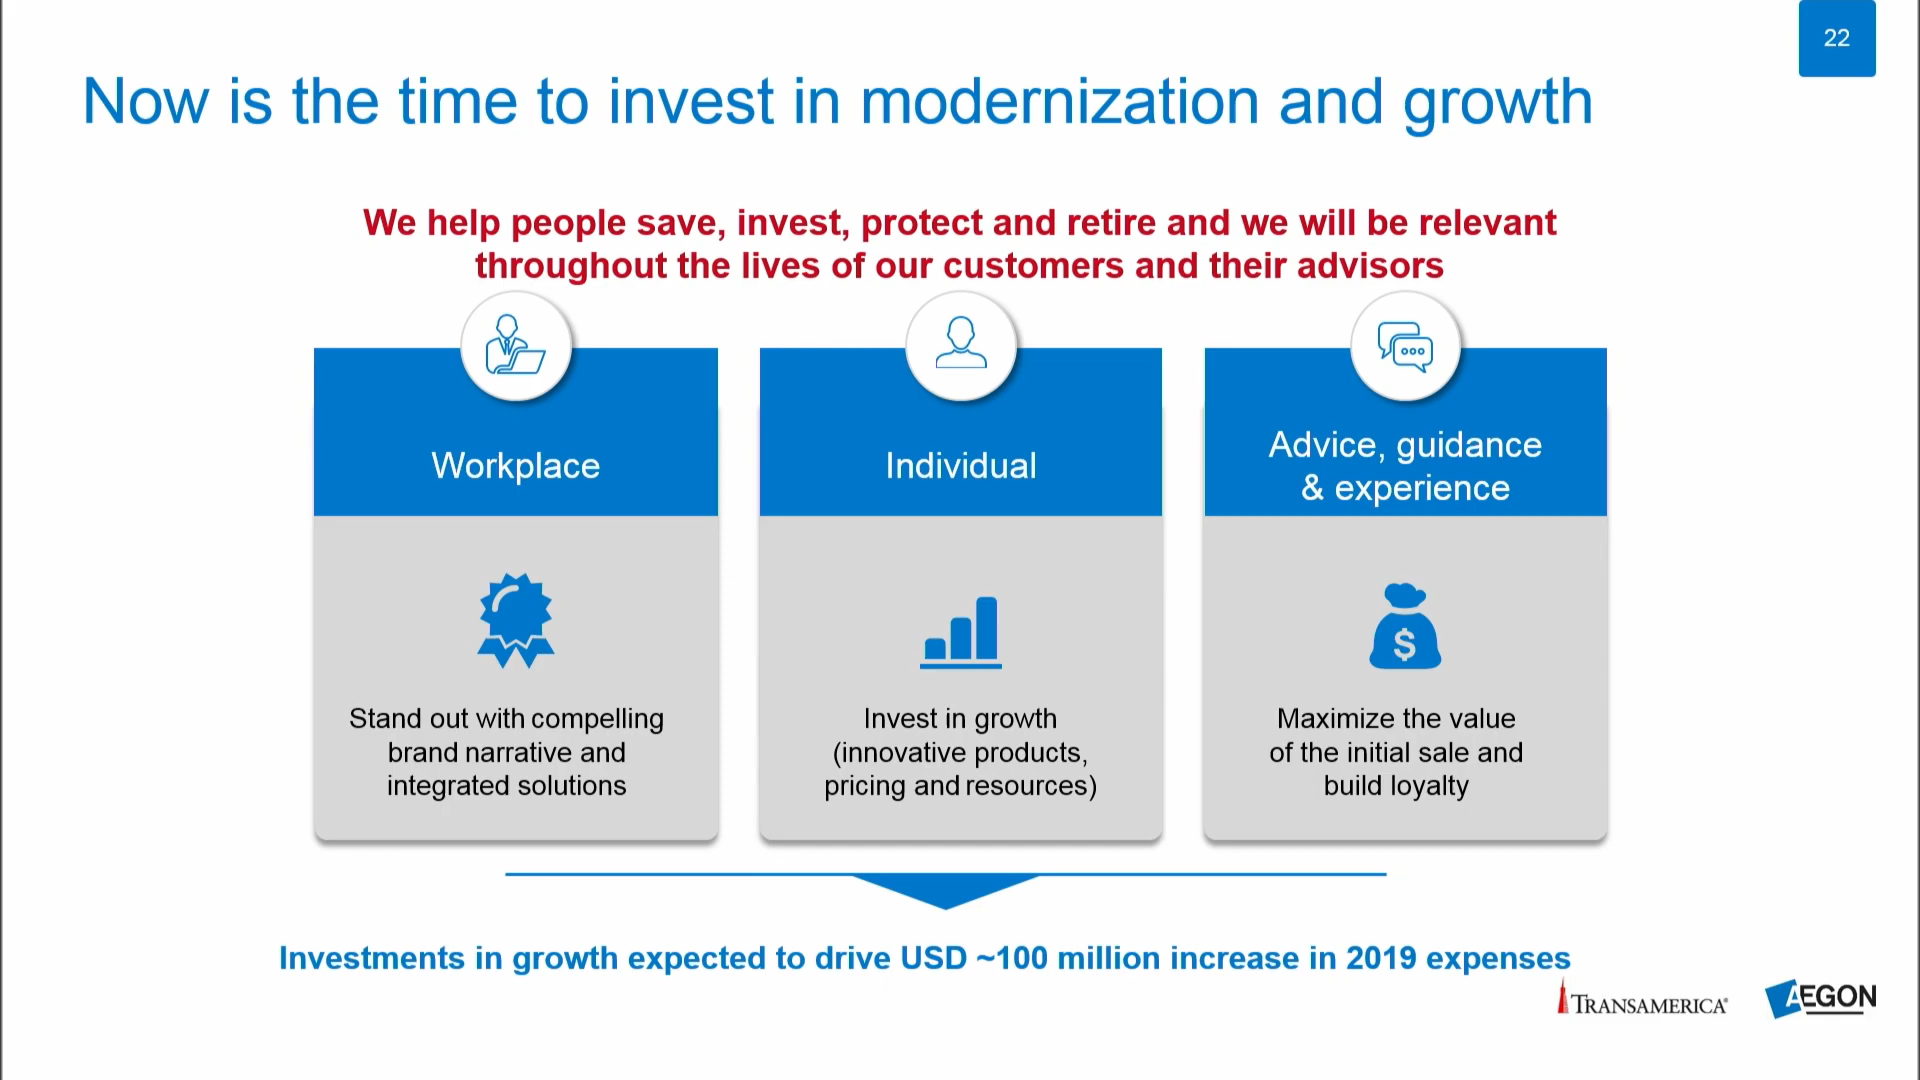 22
Now is the time to invest in modernization and growth
We help people save, invest, protect and retire and we will be relevant
throughout the lives of our customers and their advisors
Workplace
Stand out with compelling
brand narrative and
integrated solutions
Individual
Invest in growth
(innovative products,
pricing and resources)
Advice, guidance
& experience
$
Maximize the value
of the initial sale and
build loyalty
Investments in growth expected to drive USD ~100 million increase in 2019 expenses
TRANSAMERICA®
AEGON